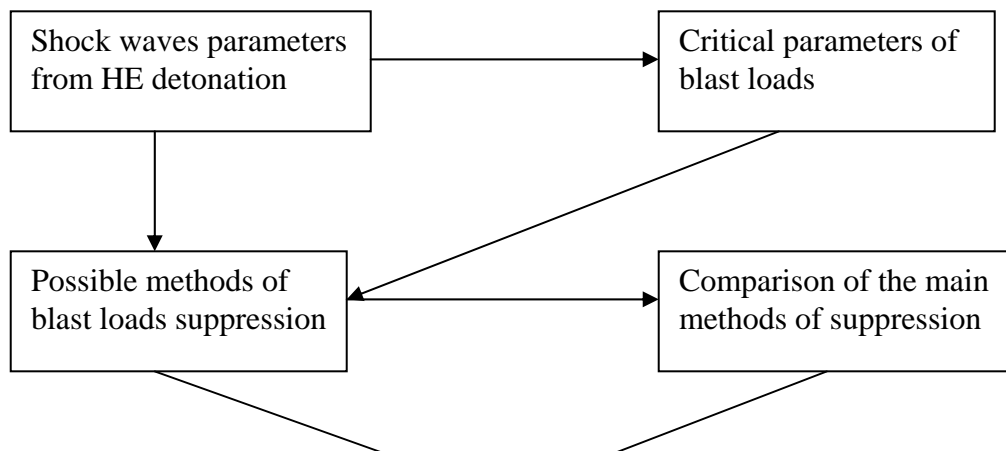 Shock waves parameters
from HE detonation
Critical parameters of
blast loads
Possible methods of
blast loads suppression
Comparison of the main
methods of suppression